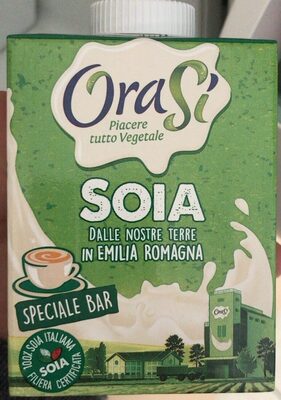 OraSì
Piacere
tutto Vegetale
SOIA
DALLE NOSTRE TERRE
IN EMILIA ROMAGNA
SPECIALE BAR
100% SOIA ITALIANA
SOIA
FILIERA CERTIFICATA
OraSì